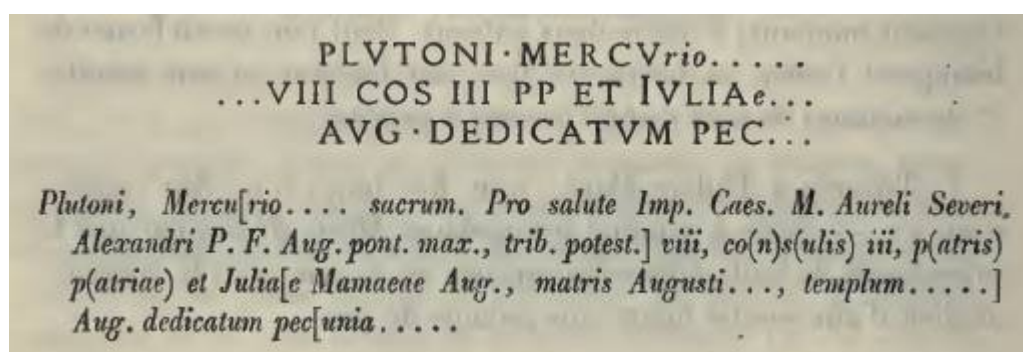 PLVTONI·MERCVrio.....
...VIII COS III PP ET IVLIAe...
AVG·DEDICATVM PEC...
Plutoni, Mercu[rio.... sacrum. Pro salute Imp. Caes. M. Aureli Severi,
Alexandri P. F. Aug. pont. max., trib. potest.] viii, co(n)s(ulis) iii, p(atris)
p(atriae) et Julia[e Mamaeae Aug., matris Augusti..., templum.....]
Aug. dedicatum pec[unia.....